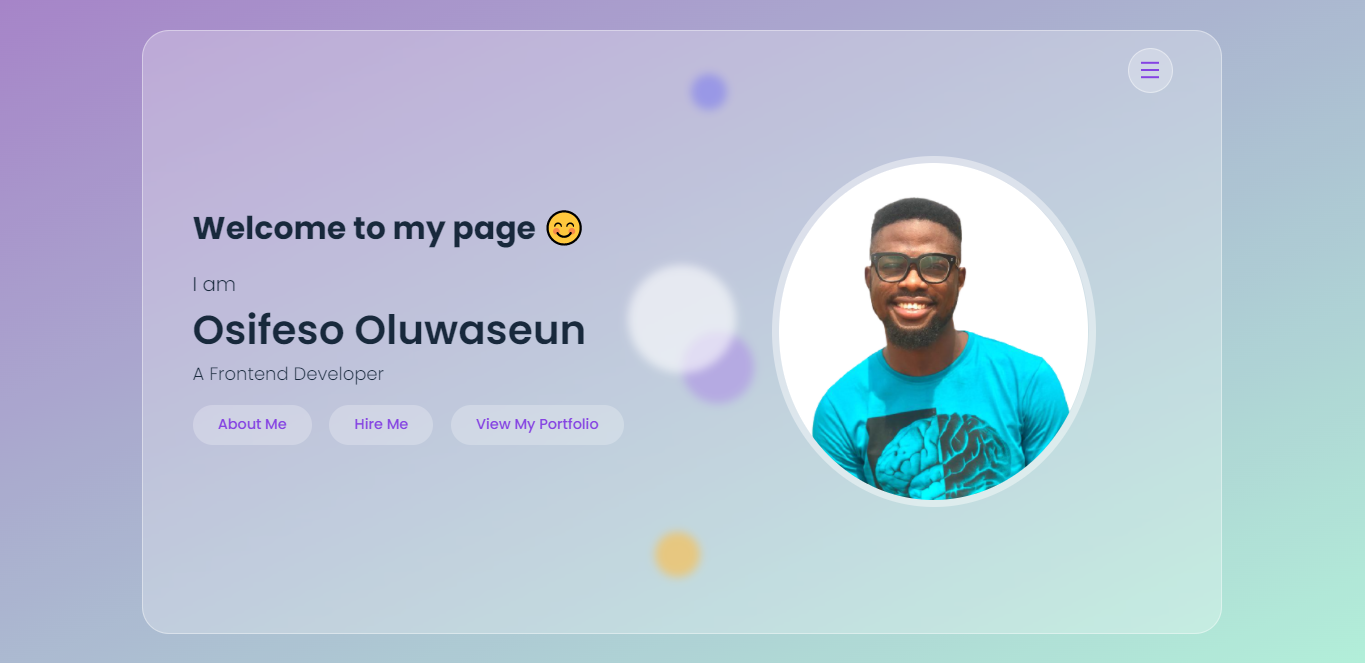 Welcome to my page 😊
I am
Osifeso Oluwaseun
A Frontend Developer
About Me
Hire Me
View My Portfolio